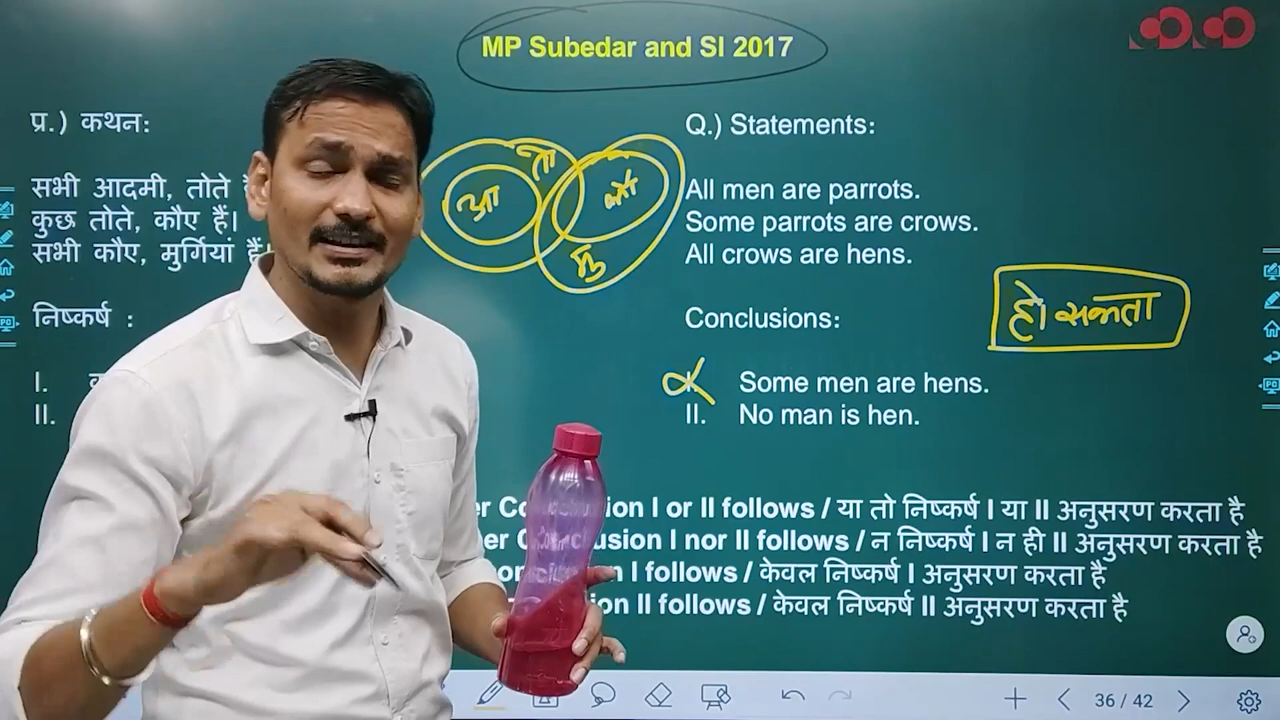 MP Subedar and SI 2017
प्र.) कथन:
सभी आदमी, तोते
कुछ तोते, कौए हैं।
सभी कौए, मुर्गियां हैं।
निष्कर्ष :
I.
II.
आ
तो
कौ
मु
Q.) Statements:
All men are parrots.
Some parrots are crows.
All crows are hens.
हो सकता
Conclusions:
I. Some men are hens.
II. No man is hen.
I or II follows / या तो निष्कर्ष I या II अनुसरण करता है
I nor II follows / न निष्कर्ष I न ही II अनुसरण करता है
I follows / केवल निष्कर्ष I अनुसरण करता है
II follows / केवल निष्कर्ष II अनुसरण करता है
36 / 42